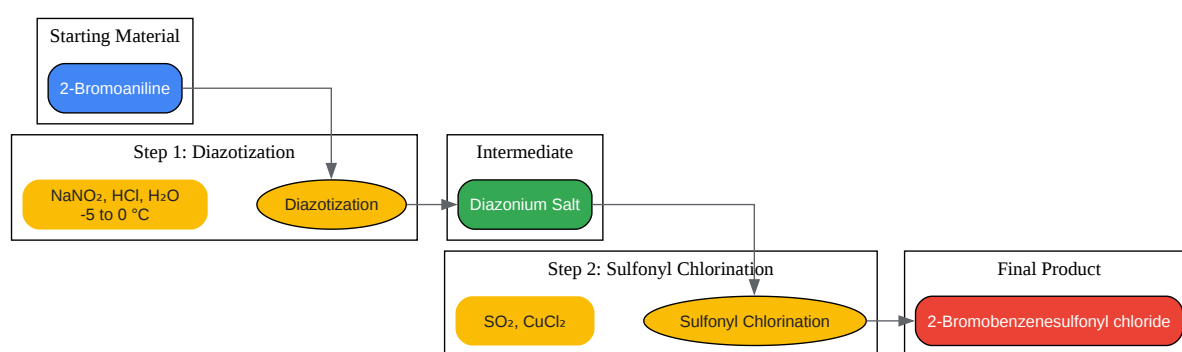 Starting Material
2-Bromoaniline
Step 1: Diazotization
NaNO₂, HCl, H₂O
-5 to 0 °C
Diazotization
Intermediate
Diazonium Salt
Step 2: Sulfonyl Chlorination
SO₂, CuCl₂
Sulfonyl Chlorination
Final Product
2-Bromobenzenesulfonyl chloride